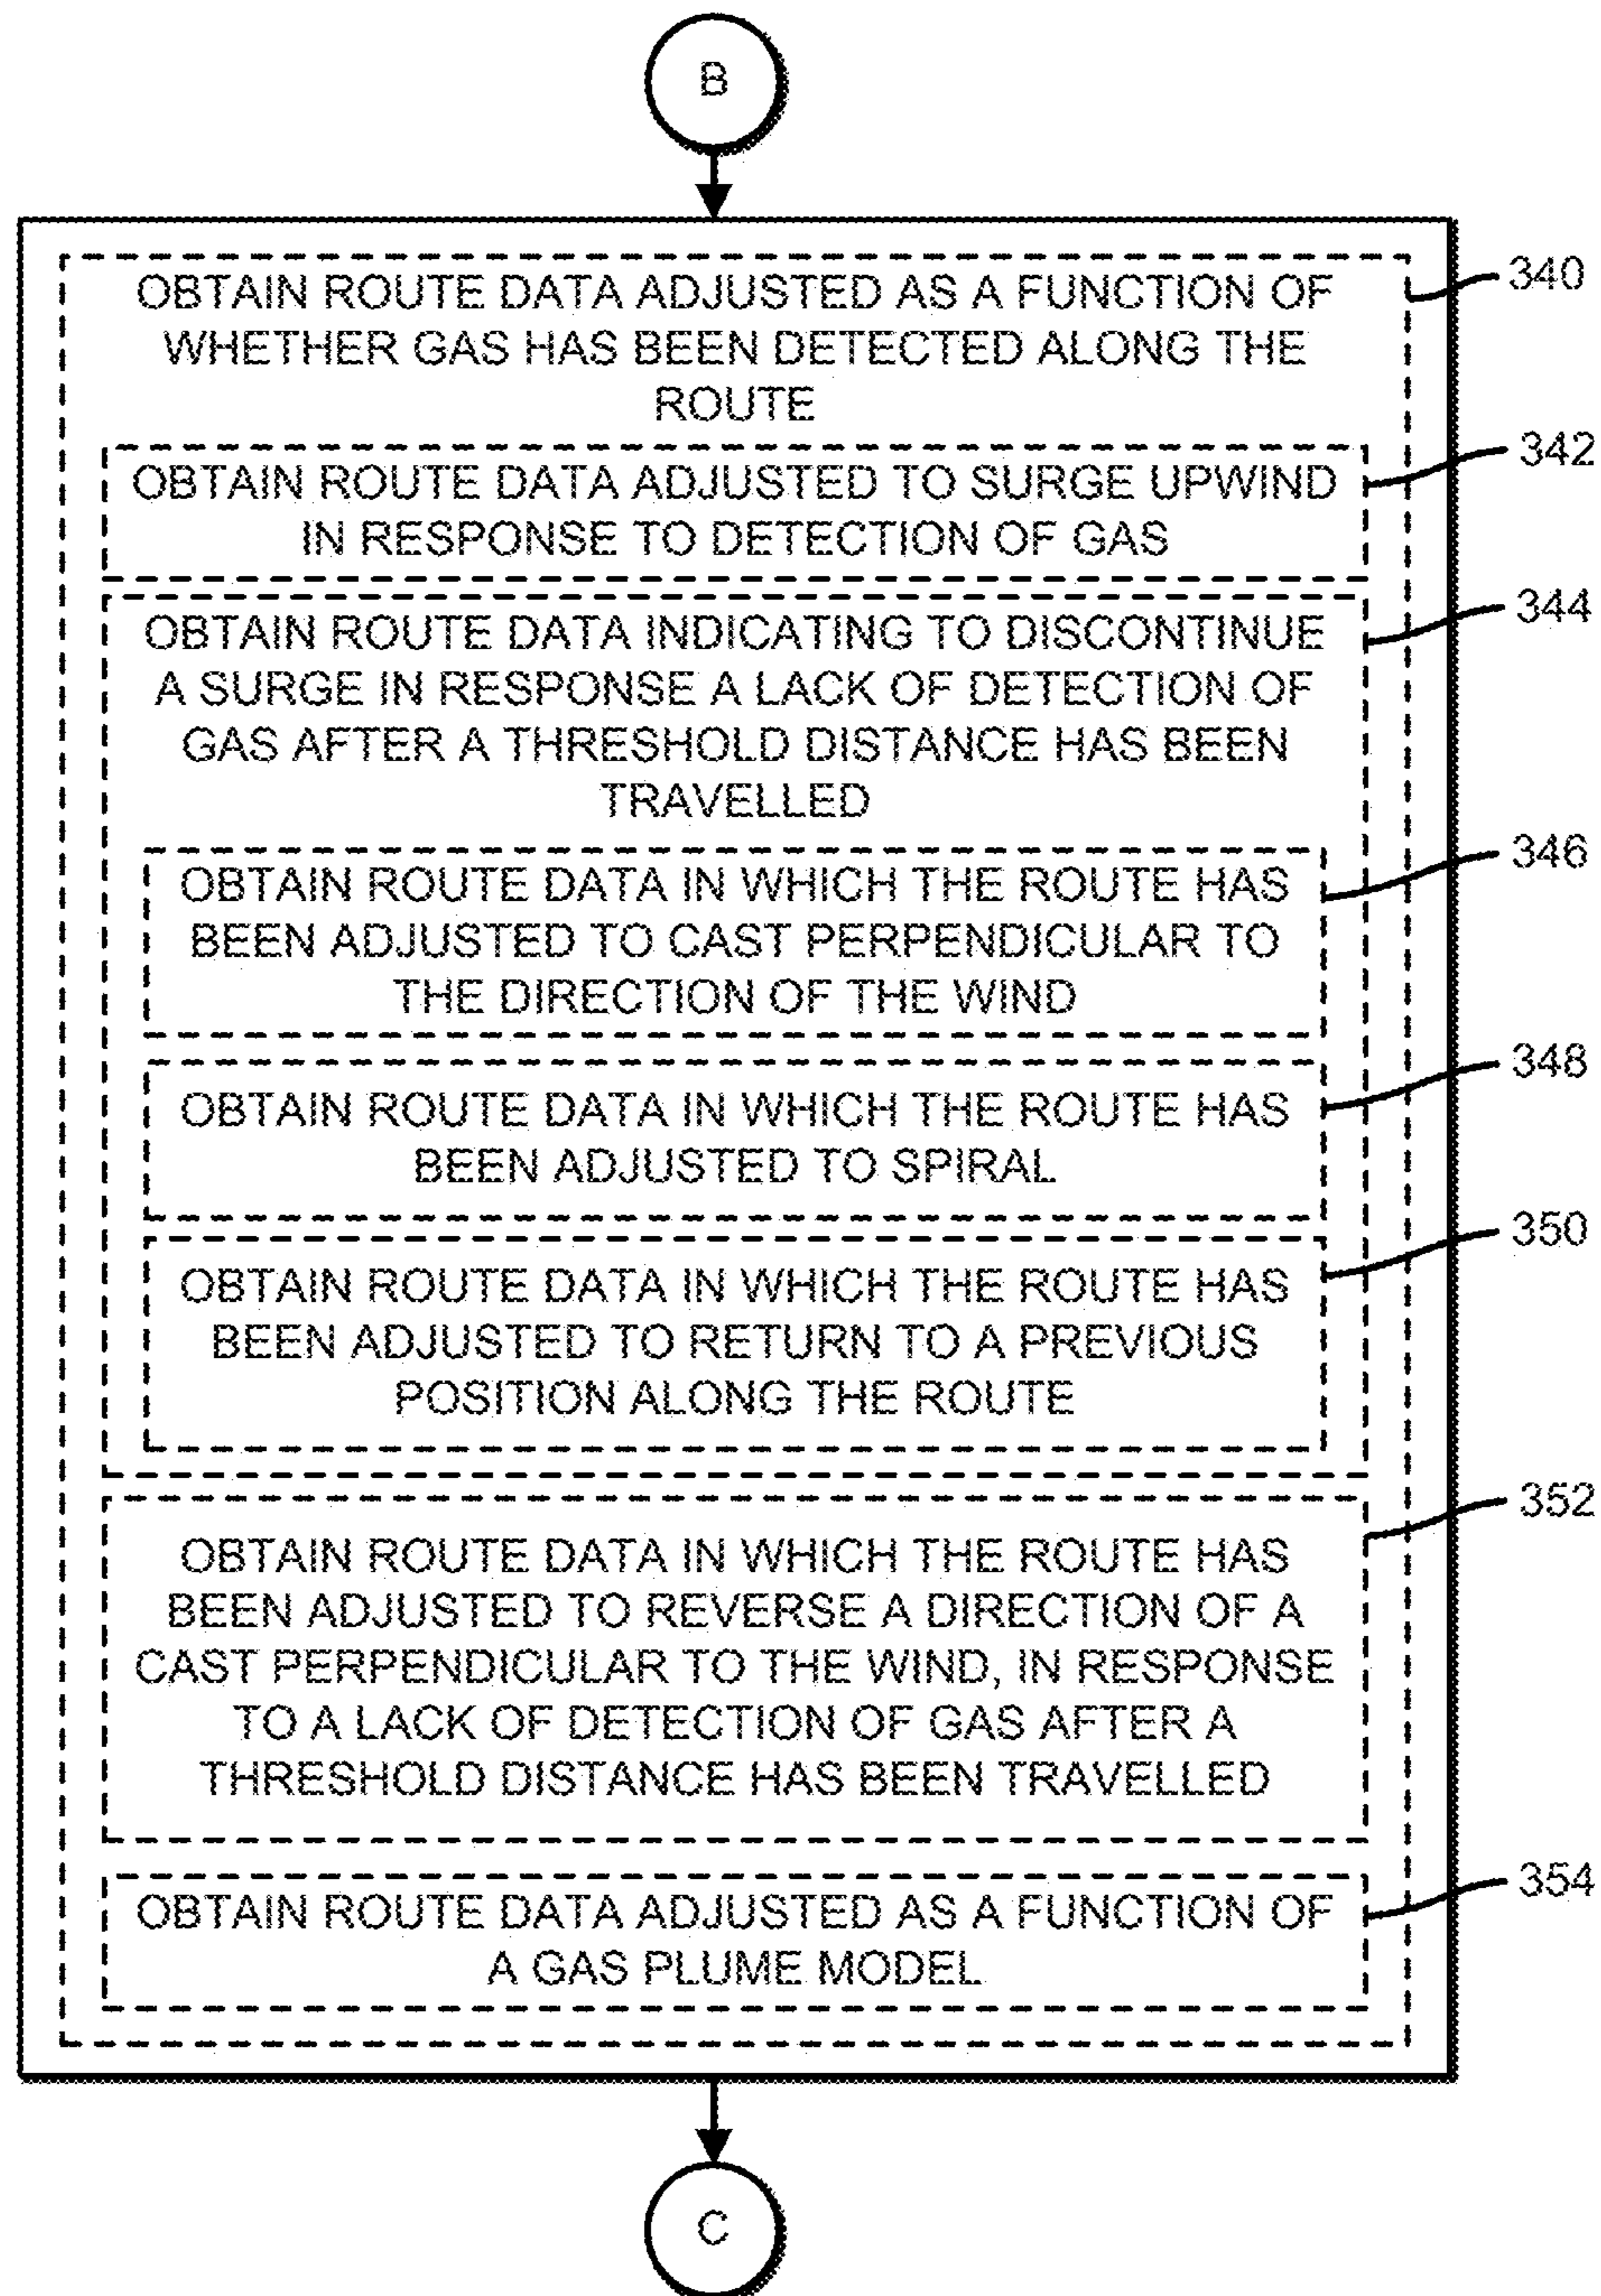 B
OBTAIN ROUTE DATA ADJUSTED AS A FUNCTION OF
WHETHER GAS HAS BEEN DETECTED ALONG THE
ROUTE
340
OBTAIN ROUTE DATA ADJUSTED TO SURGE UPWIND
IN RESPONSE TO DETECTION OF GAS
342
OBTAIN ROUTE DATA INDICATING TO DISCONTINUE
A SURGE IN RESPONSE A LACK OF DETECTION OF
GAS AFTER A THRESHOLD DISTANCE HAS BEEN
TRAVELLED
344
OBTAIN ROUTE DATA IN WHICH THE ROUTE HAS
BEEN ADJUSTED TO CAST PERPENDICULAR TO
THE DIRECTION OF THE WIND
346
OBTAIN ROUTE DATA IN WHICH THE ROUTE HAS
BEEN ADJUSTED TO SPIRAL
348
OBTAIN ROUTE DATA IN WHICH THE ROUTE HAS
BEEN ADJUSTED TO RETURN TO A PREVIOUS
POSITION ALONG THE ROUTE
350
OBTAIN ROUTE DATA IN WHICH THE ROUTE HAS
BEEN ADJUSTED TO REVERSE A DIRECTION OF A
CAST PERPENDICULAR TO THE WIND, IN RESPONSE
TO A LACK OF DETECTION OF GAS AFTER A
THRESHOLD DISTANCE HAS BEEN TRAVELLED
352
OBTAIN ROUTE DATA ADJUSTED AS A FUNCTION OF
A GAS PLUME MODEL
354
C